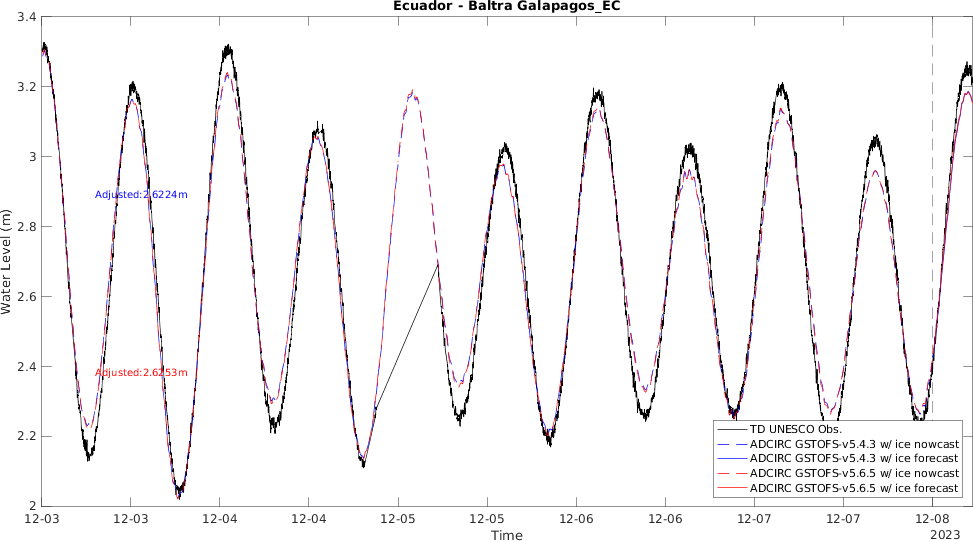 Ecuador - Baltra Galapagos_EC
3.4
3.2
3
2.8
2.6
2.4
2.2
2
Water Level (m)
Adjusted:2.6224m
Adjusted:2.6253m
TD UNESCO Obs.
ADCIRC GSTOFS-v5.4.3 w/ ice nowcast
ADCIRC GSTOFS-v5.4.3 w/ ice forecast
ADCIRC GSTOFS-v5.6.5 w/ ice nowcast
ADCIRC GSTOFS-v5.6.5 w/ ice forecast
12-03 12-03 12-04 12-04 12-05 12-05 12-06 12-06 12-07 12-07 12-08
Time
2023